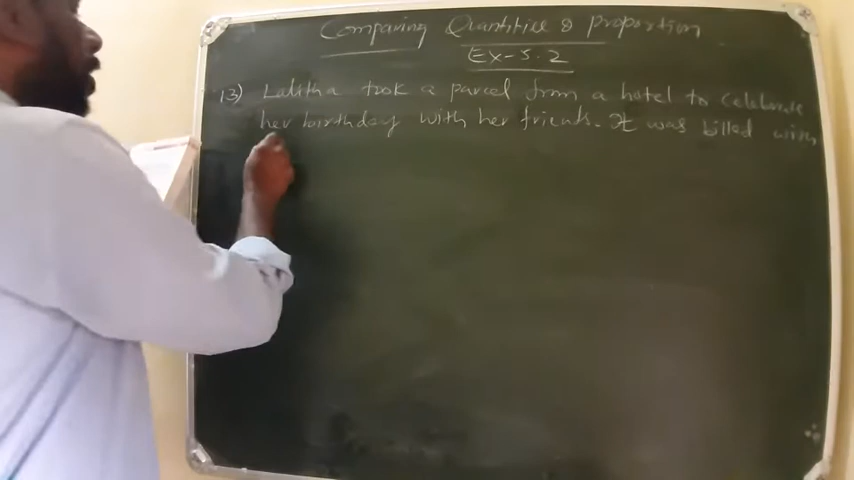 Comparing Quantities & proportion
Ex-5.2
13) Lalitha took a parcel from a hotel to celebrate
her birthday with her friends. It was billed with